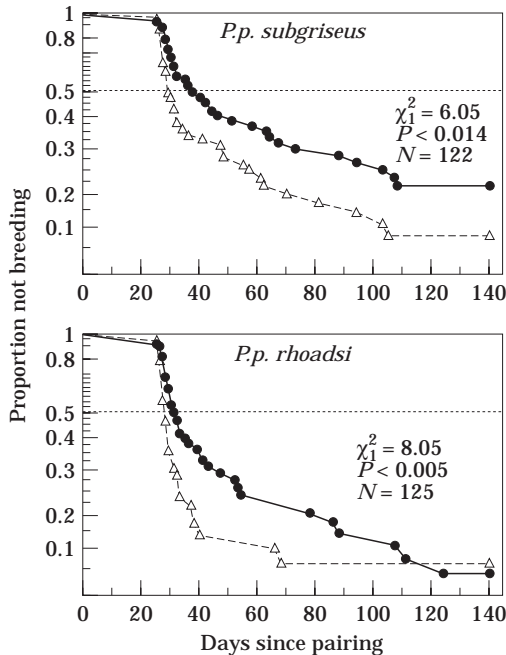 Proportion not breeding
P.p. subgriseus
1
0.8
0.5
0.4
0.3
0.2
0.1
χ₁² = 6.05
P < 0.014
N = 122
0 20 40 60 80 100 120 140
P.p. rhoadsi
1
0.8
0.5
0.4
0.3
0.2
0.1
χ₁² = 8.05
P < 0.005
N = 125
0 20 40 60 80 100 120 140
Days since pairing